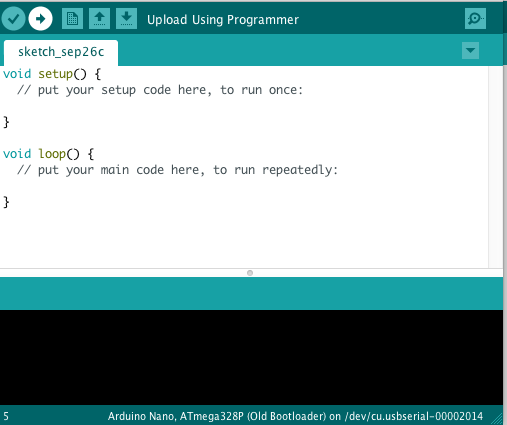 Upload Using Programmer
sketch_sep26c
void setup() {
  // put your setup code here, to run once:
}
void loop() {
  // put your main code here, to run repeatedly:
}
5
Arduino Nano, ATmega328P (Old Bootloader) on /dev/cu.usbserial-00002014